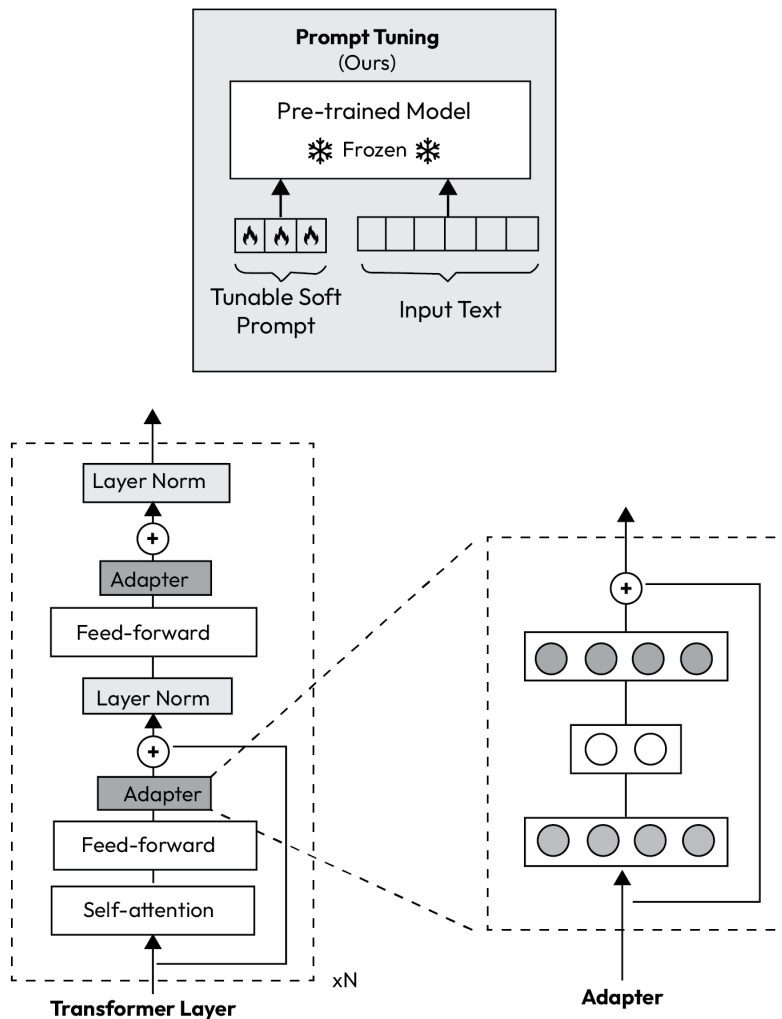 Prompt Tuning
(Ours)
Pre-trained Model
Frozen
Tunable Soft
Prompt
Input Text
Layer Norm
+
Adapter
Feed-forward
Layer Norm
+
Adapter
Feed-forward
Self-attention
xN
Transformer Layer
+
Adapter